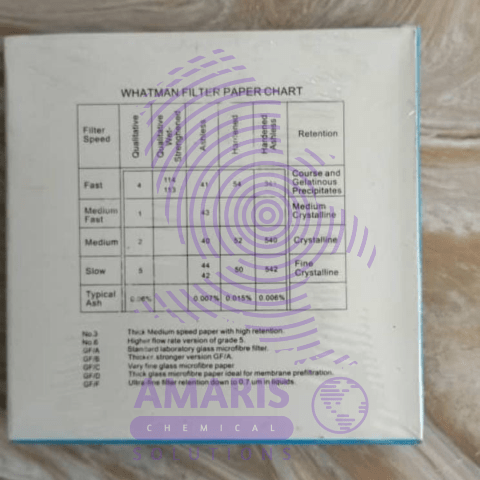 WHATMAN FILTER PAPER CHART
Filter Speed Qualitative Qualitative Wet- Strengthened Ashless Hardened Hardened Ashless Retention
Fast 4 114 113 41 54 541 Course and Gelatinous Precipitates
Medium Fast 1 43 Medium Crystalline
Medium 2 40 52 540 Crystalline
Slow 5 44 42 50 542 Fine Crystalline
Typical Ash 0.06% 0.007% 0.015% 0.006%
No.3 Thick Medium speed paper with high retention.
No.6 Higher flow rate version of grade 5.
GF/A Standard laboratory glass microfibre filter.
GF/B Thicker stronger version GF/A.
GF/C Very fine glass microfibre paper
GF/D Thick glass microfibre paper ideal for membrane prefiltration.
GF/F Ultra fine filter retention down to 0.7 um in liquids.
AMARIS
CHEMICAL
SOLUTIONS